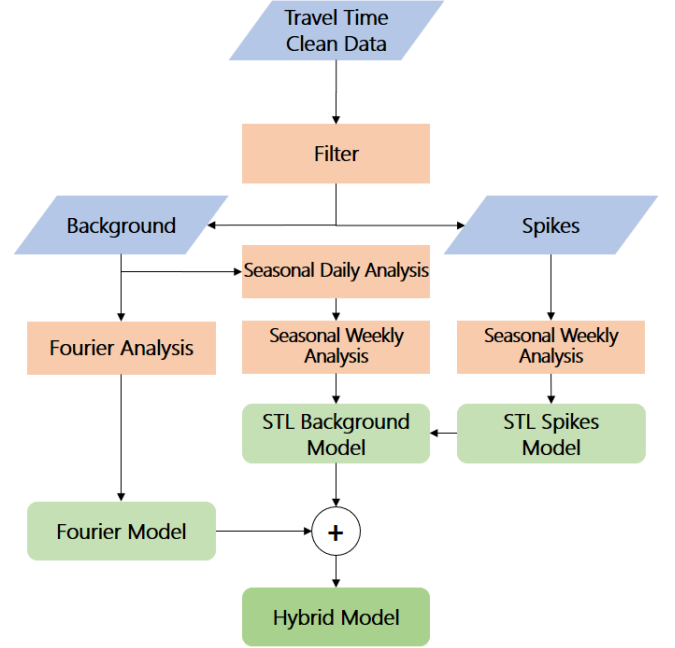 Travel Time
Clean Data
Filter
Background
Spikes
Seasonal Daily Analysis
Fourier Analysis
Seasonal Weekly
Analysis
Seasonal Weekly
Analysis
STL Background
Model
STL Spikes
Model
Fourier Model
+
Hybrid Model